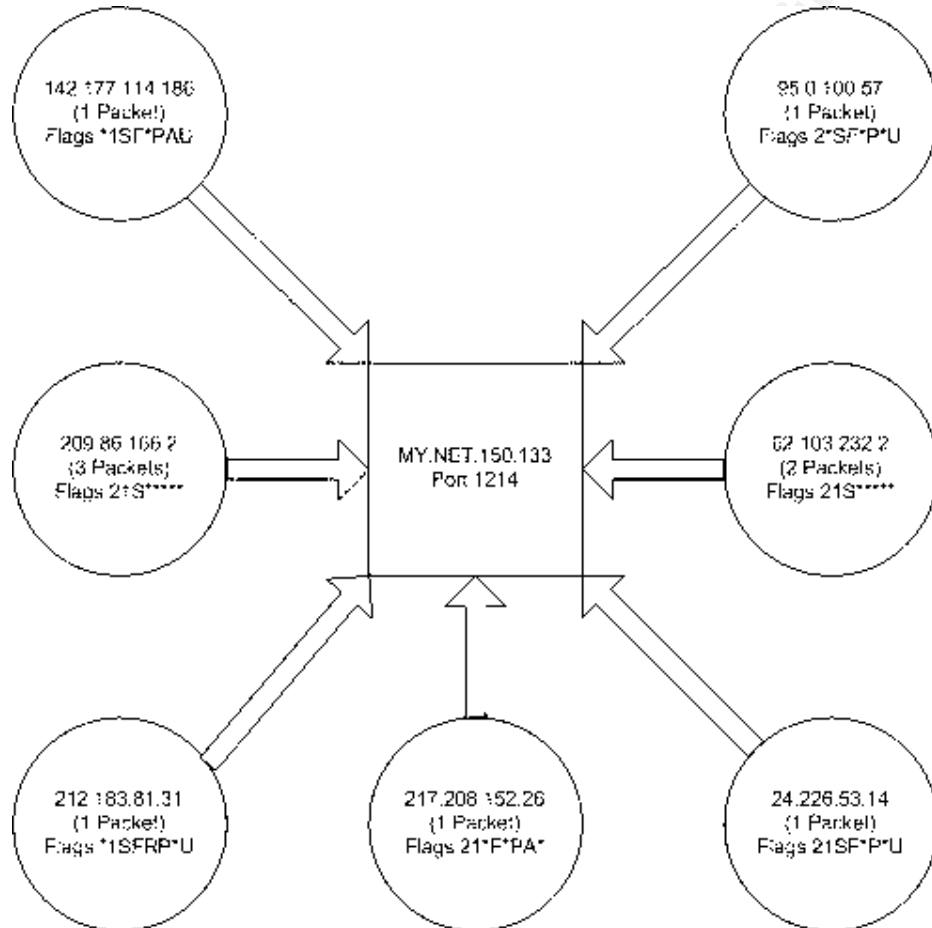 142.177.114.186
(1 Packet)
Flags *1SF*PAU
95.0.100.57
(1 Packet)
Flags 2*SF*P*U
209.86.166.2
(3 Packets)
Flags 21S*****
MY.NET.150.133
Port 1214
62.103.232.2
(2 Packets)
Flags 21S*****
212.183.81.31
(1 Packet)
Flags *1SFRP*U
217.208.152.26
(1 Packet)
Flags 21*F*PA*
24.226.53.14
(1 Packet)
Flags 21SF*P*U